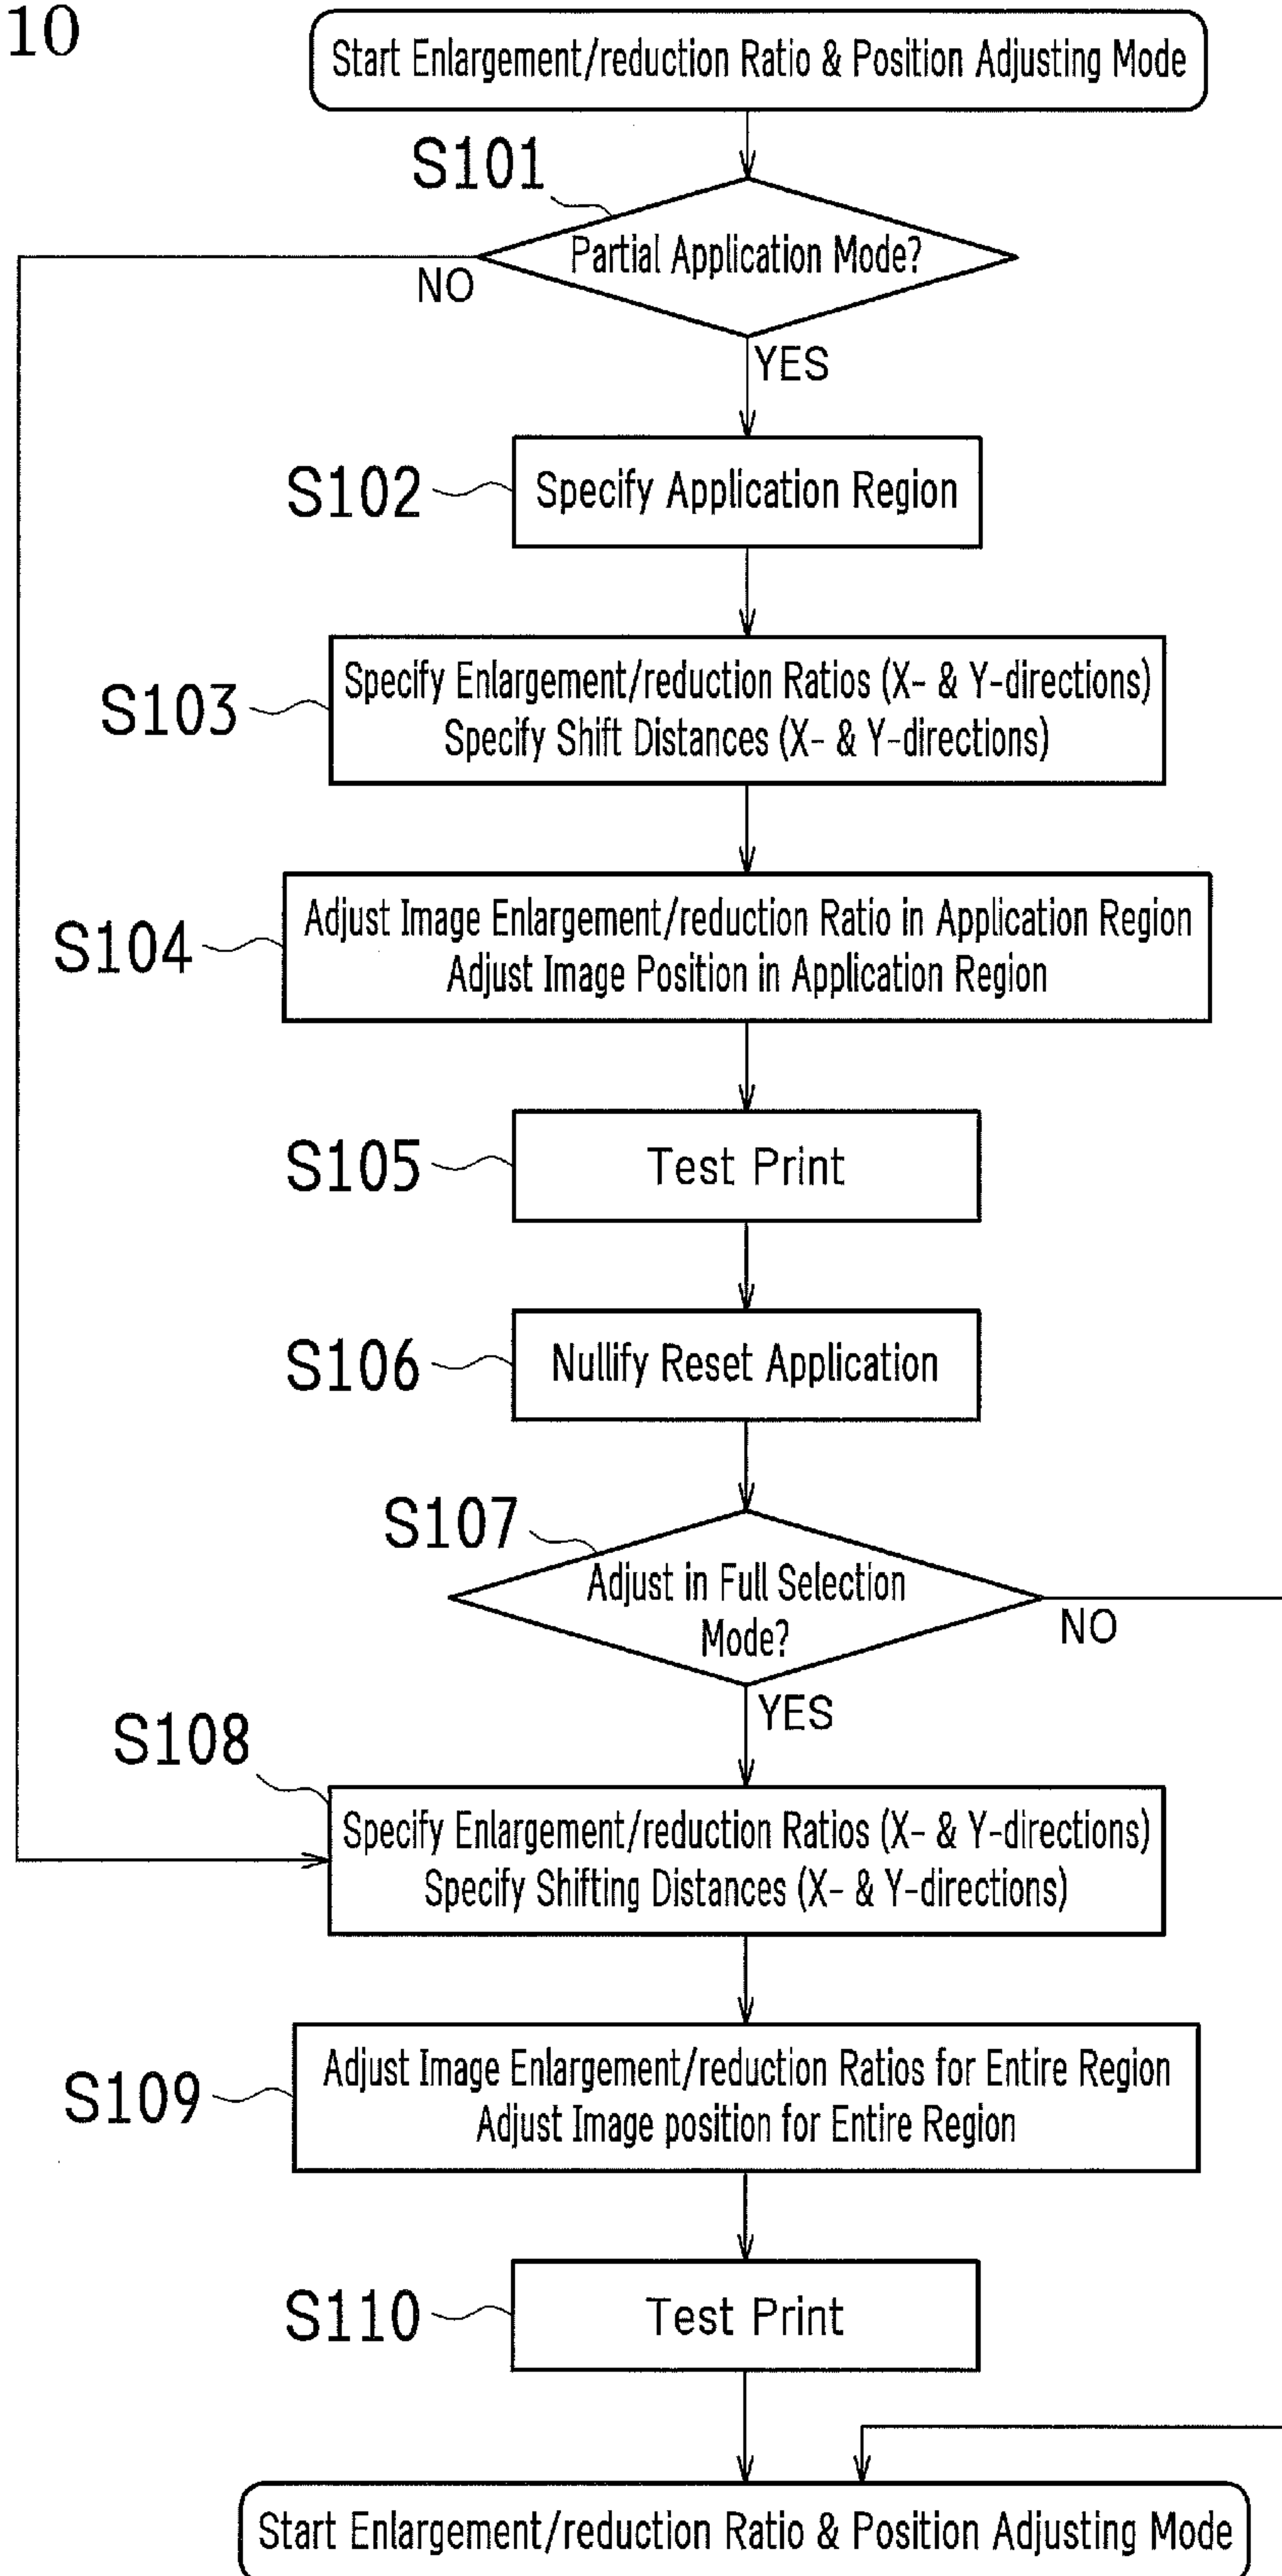 10
Start Enlargement/reduction Ratio & Position Adjusting Mode
S101
Partial Application Mode?
NO
YES
S102
Specify Application Region
S103
Specify Enlargement/reduction Ratios (X- & Y-directions)
Specify Shift Distances (X- & Y-directions)
S104
Adjust Image Enlargement/reduction Ratio in Application Region
Adjust Image Position in Application Region
S105
Test Print
S106
Nullify Reset Application
S107
Adjust in Full Selection
Mode?
NO
YES
S108
Specify Enlargement/reduction Ratios (X- & Y-directions)
Specify Shifting Distances (X- & Y-directions)
S109
Adjust Image Enlargement/reduction Ratios for Entire Region
Adjust Image position for Entire Region
S110
Test Print
Start Enlargement/reduction Ratio & Position Adjusting Mode